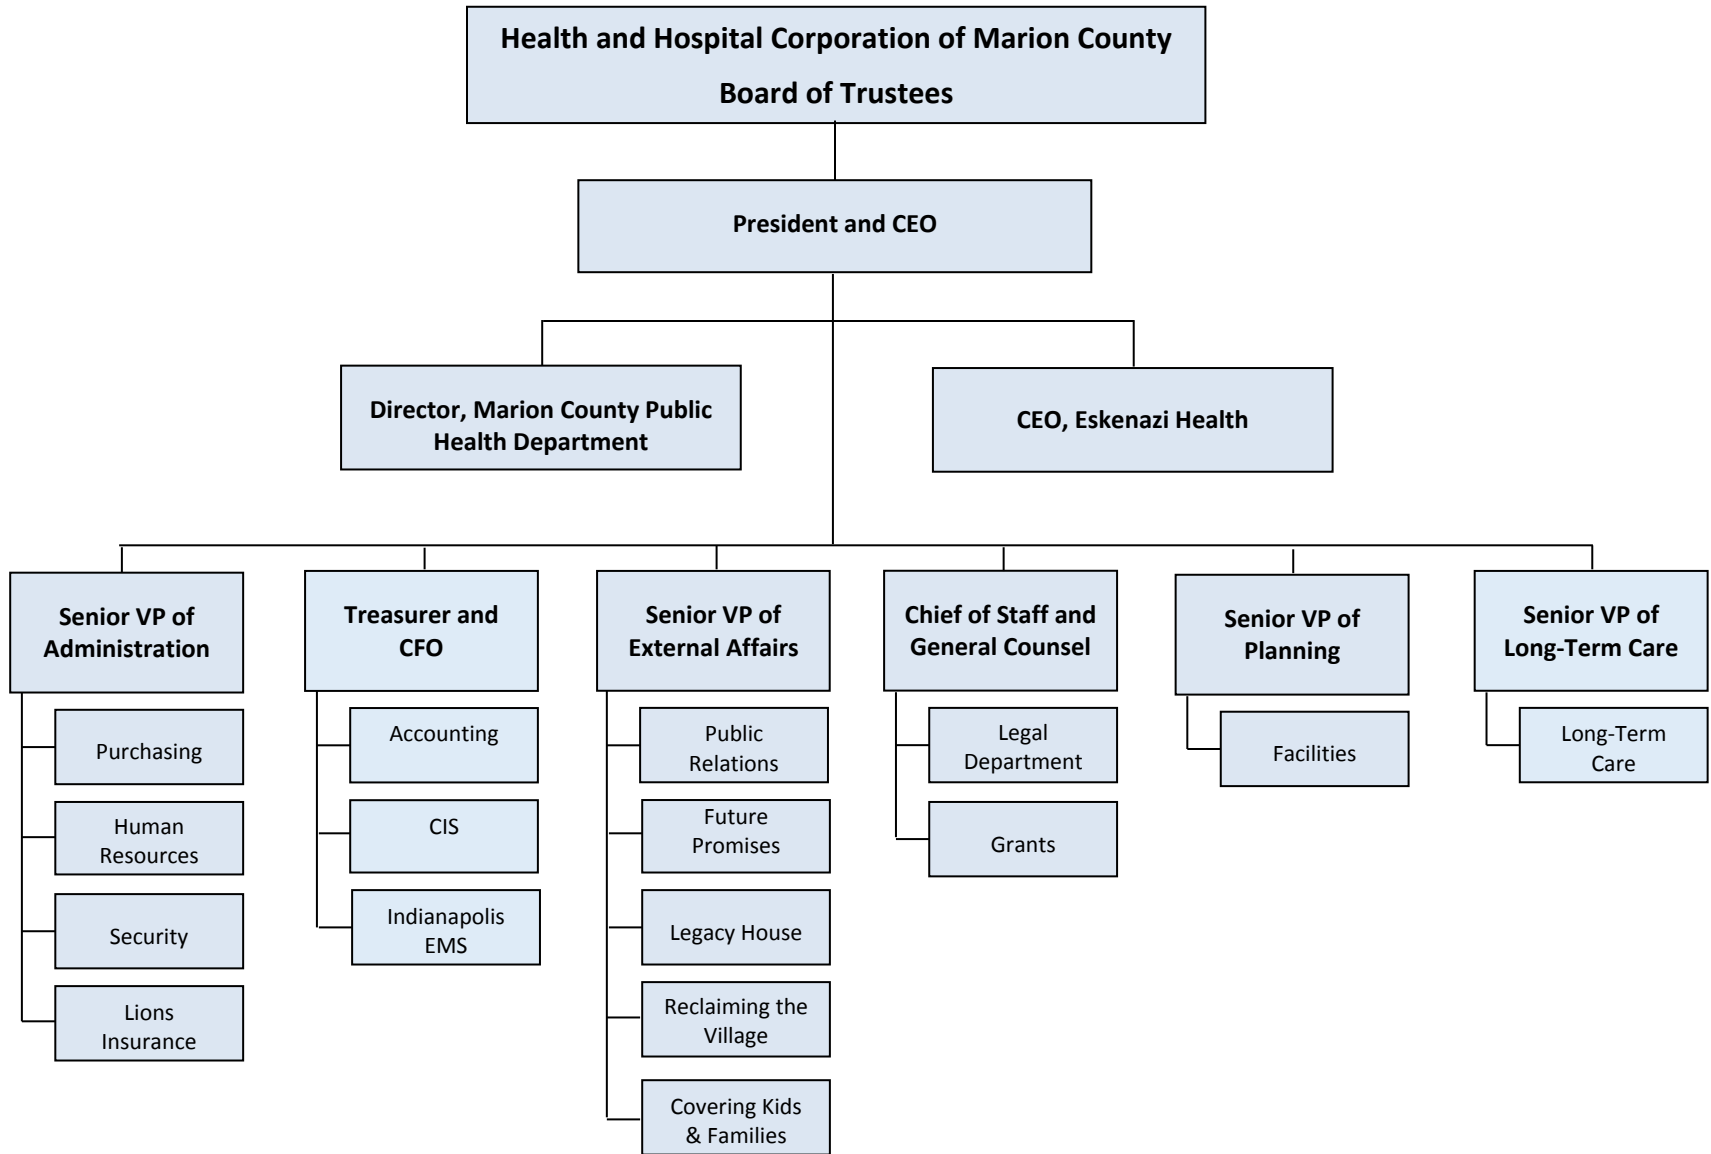 Health and Hospital Corporation of Marion County
Board of Trustees
President and CEO
Director, Marion County Public
Health Department
CEO, Eskenazi Health
Senior VP of
Administration
Treasurer and
CFO
Senior VP of
External Affairs
Chief of Staff and
General Counsel
Senior VP of
Planning
Senior VP of
Long-Term Care
Purchasing
Human
Resources
Security
Lions
Insurance
Accounting
CIS
Indianapolis
EMS
Public
Relations
Future
Promises
Legacy House
Reclaiming the
Village
Covering Kids
& Families
Legal
Department
Grants
Facilities
Long-Term
Care